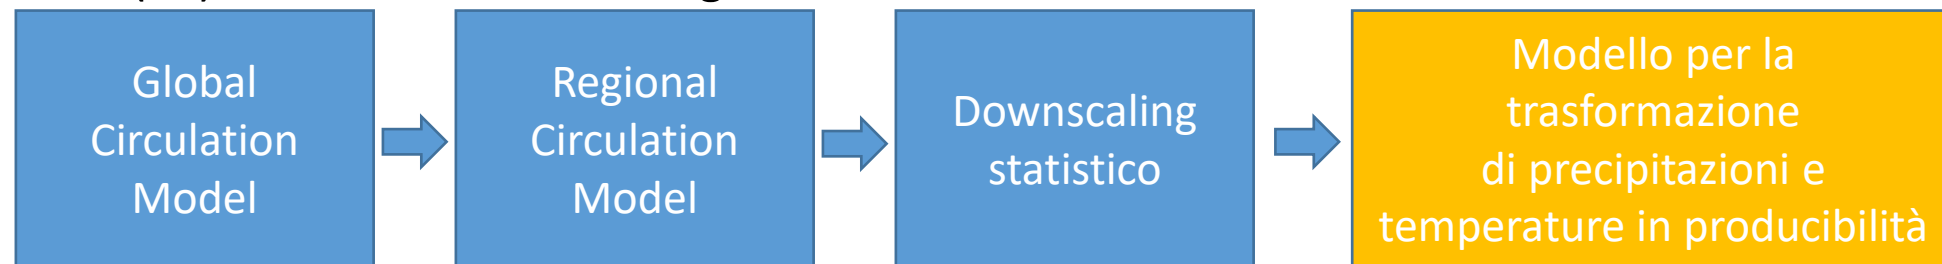 Global
Circulation
Model
Regional
Circulation
Model
Downscaling
statistico
Modello per la
trasformazione
di precipitazioni e
temperature in producibilità